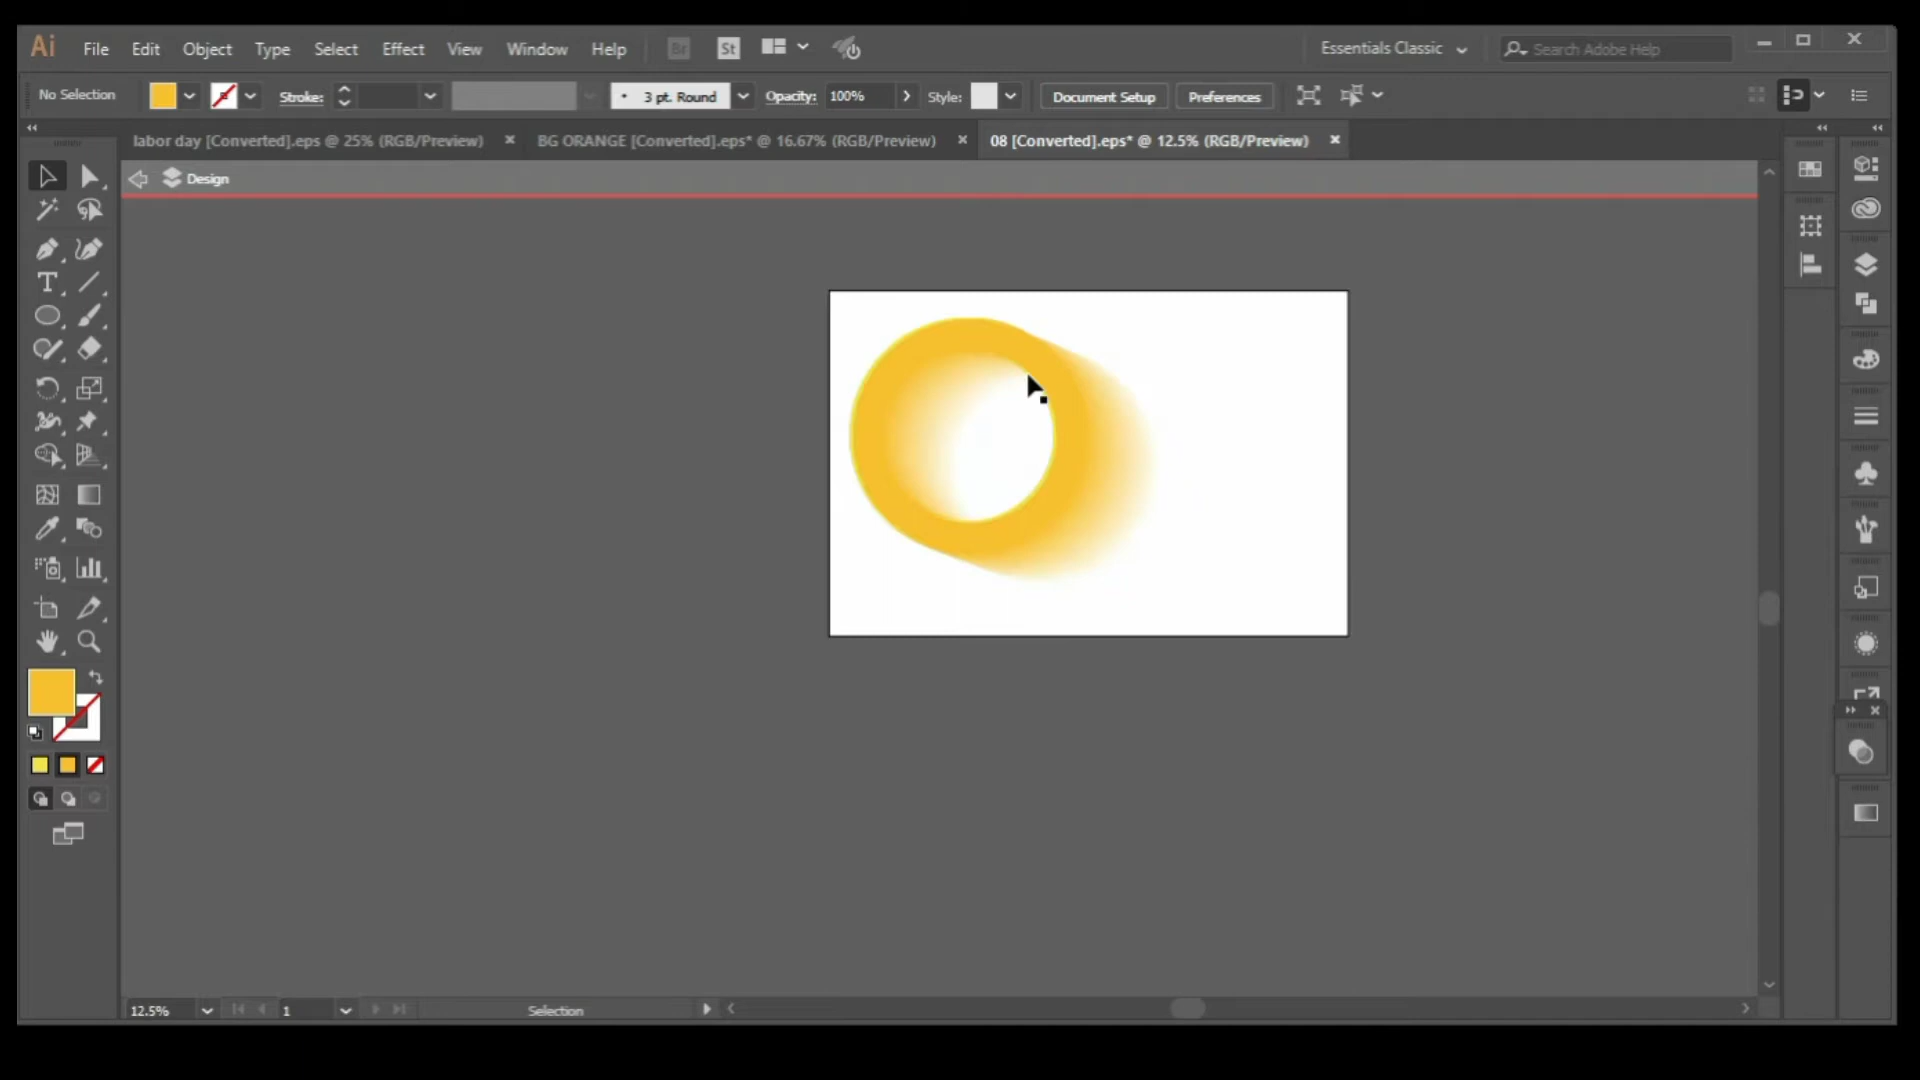 Ai File Edit Object Type Select Effect View Window Help Br St Essentials Classic Search Adobe Help
No Selection Stroke: 3 pt. Round Opacity: 100% Style: Document Setup Preferences
labor day [Converted].eps @ 25% (RGB/Preview) BG ORANGE [Converted].eps* @ 16.67% (RGB/Preview) 08 [Converted].eps* @ 12.5% (RGB/Preview)
Design
12.5% 1 Selection